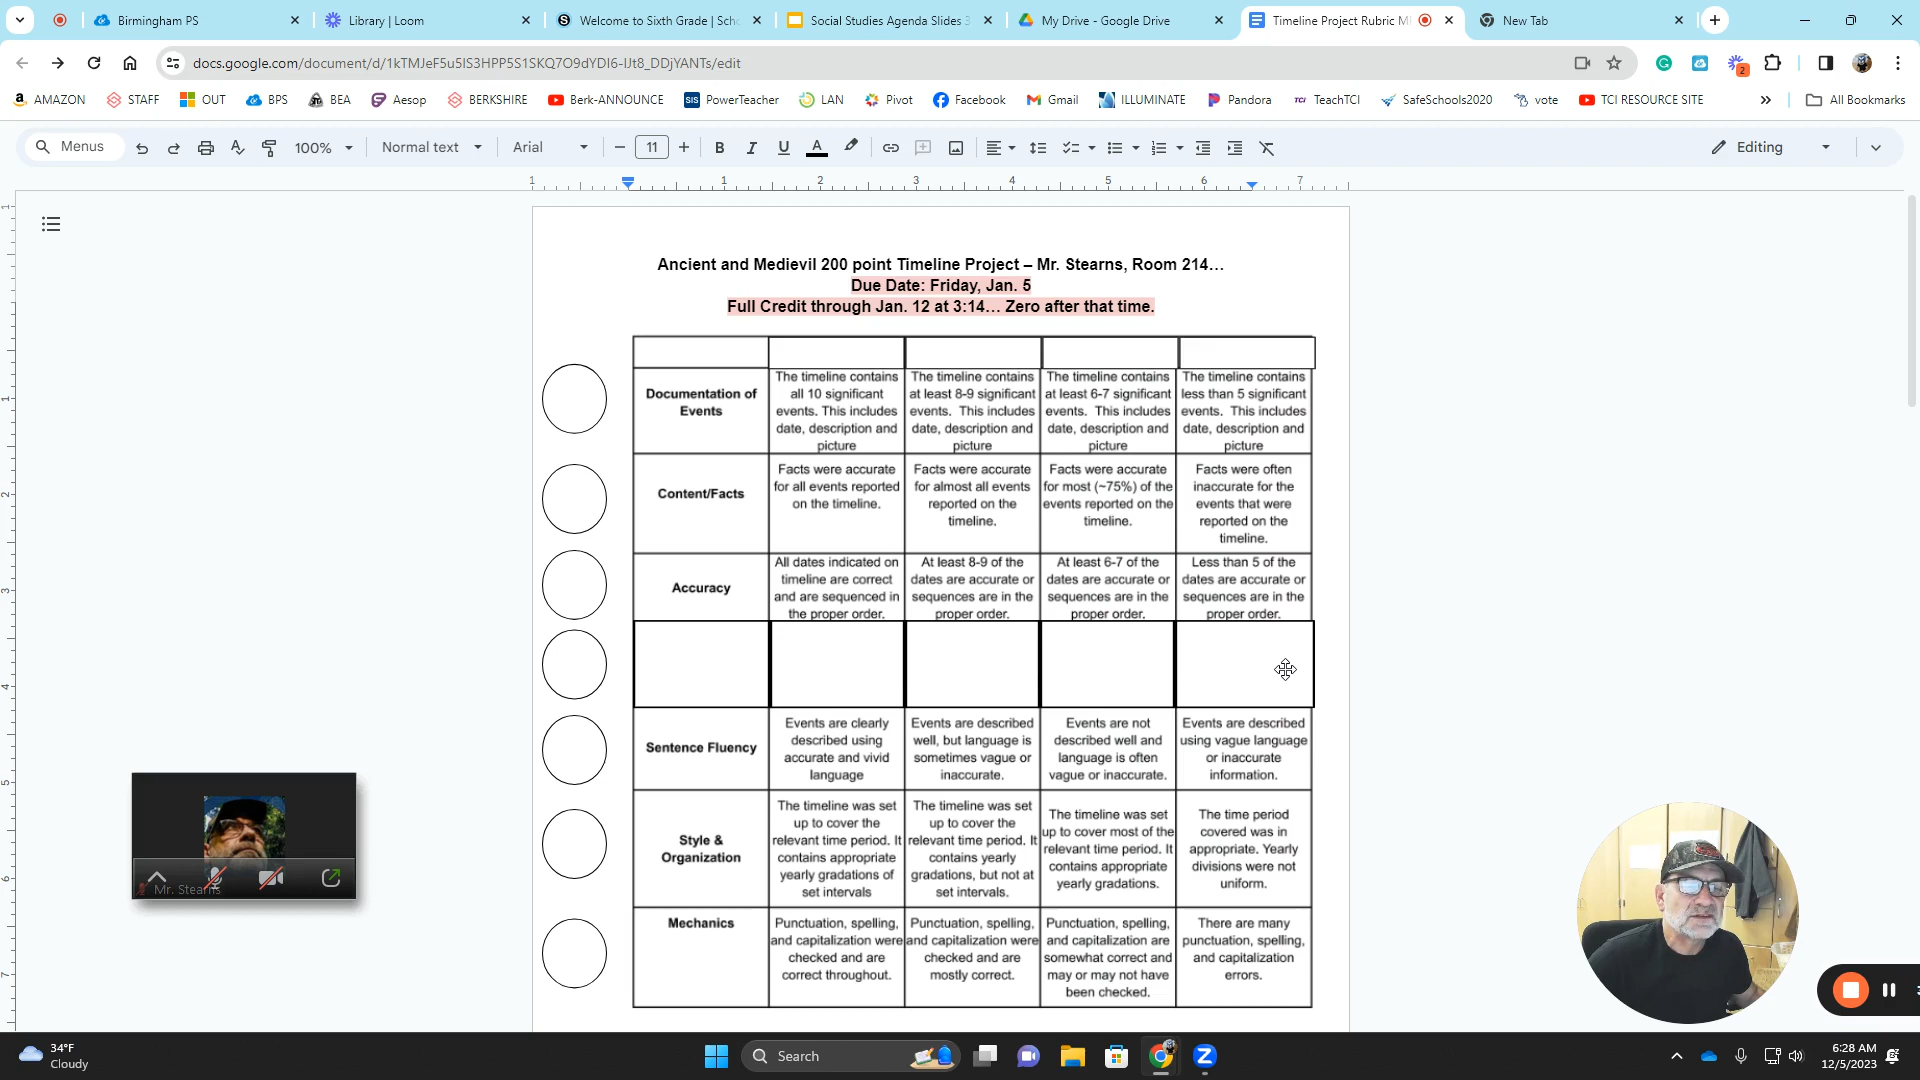 Birmingham PS
Library | Loom
Welcome to Sixth Grade | Scho
Social Studies Agenda Slides 3
My Drive - Google Drive
Timeline Project Rubric M
New Tab
docs.google.com/document/d/1kTMJeF5u5lS3HPP5S1SKQ7O9dYDI6-lJt8_DDjYANTs/edit
2
AMAZON
STAFF
OUT
BPS
BEA
Aesop
BERKSHIRE
Berk-ANNOUNCE
SIS PowerTeacher
LAN
Pivot
Facebook
Gmail
ILLUMINATE
Pandora
TCI TeachTCI
SafeSchools2020
vote
TCI RESOURCE SITE
All Bookmarks
Menus
100%
Normal text
Arial
11
Editing
1 1 2 3 4 5 6 7
Ancient and Medievil 200 point Timeline Project – Mr. Stearns, Room 214…
Due Date: Friday, Jan. 5
Full Credit through Jan. 12 at 3:14… Zero after that time.
Documentation of
Events
The timeline contains
all 10 significant
events. This includes
date, description and
picture
The timeline contains
at least 8-9 significant
events. This includes
date, description and
picture
The timeline contains
at least 6-7 significant
events. This includes
date, description and
picture
The timeline contains
less than 5 significant
events. This includes
date, description and
picture
Content/Facts
Facts were accurate
for all events reported
on the timeline.
Facts were accurate
for almost all events
reported on the
timeline.
Facts were accurate
for most (~75%) of the
events reported on the
timeline.
Facts were often
inaccurate for the
events that were
reported on the
timeline.
Accuracy
All dates indicated on
timeline are correct
and are sequenced in
the proper order.
At least 8-9 of the
dates are accurate or
sequences are in the
proper order.
At least 6-7 of the
dates are accurate or
sequences are in the
proper order.
Less than 5 of the
dates are accurate or
sequences are in the
proper order.
Sentence Fluency
Events are clearly
described using
accurate and vivid
language
Events are described
well, but language is
sometimes vague or
inaccurate.
Events are not
described well and
language is often
vague or inaccurate.
Events are described
using vague language
or inaccurate
information.
Style &
Organization
The timeline was set
up to cover the
relevant time period. It
contains appropriate
yearly gradations of
set intervals
The timeline was set
up to cover the
relevant time period. It
contains yearly
gradations, but not at
set intervals.
The timeline was set
up to cover most of the
relevant time period. It
contains appropriate
yearly gradations.
The time period
covered was in
appropriate. Yearly
divisions were not
uniform.
Mechanics
Punctuation, spelling,
and capitalization were
checked and are
correct throughout.
Punctuation, spelling,
and capitalization were
checked and are
mostly correct.
Punctuation, spelling,
and capitalization are
somewhat correct and
may or may not have
been checked.
There are many
punctuation, spelling,
and capitalization
errors.
Mr. Stearns
34°F
Cloudy
Search
6:28 AM
12/5/2023